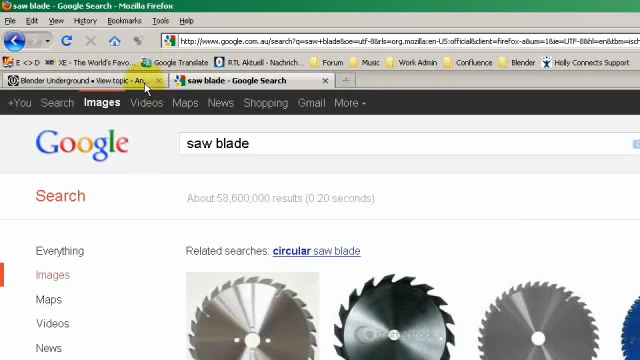 saw blade - Google Search - Mozilla Firefox
File Edit View History Bookmarks Tools Help
http://www.google.com.au/search?q=saw+blade&oe=utf-8&rls=org.mozilla:en-US:official&client=firefox-a&um=1&ie=UTF-8&hl=en&tbm=isch
E <> D XE - The World's Favo... Google Translate RTL Aktuell - Nachricht ... Music Work Admin Confluence Blender Holly Connects Support
Blender Underground • View topic - An... saw blade - Google Search
+You Search Images Videos Maps News Shopping Gmail More
Google saw blade
Search About 58,600,000 results (0.20 seconds)
Everything Related searches: circular saw blade
Images
Maps
Videos
News